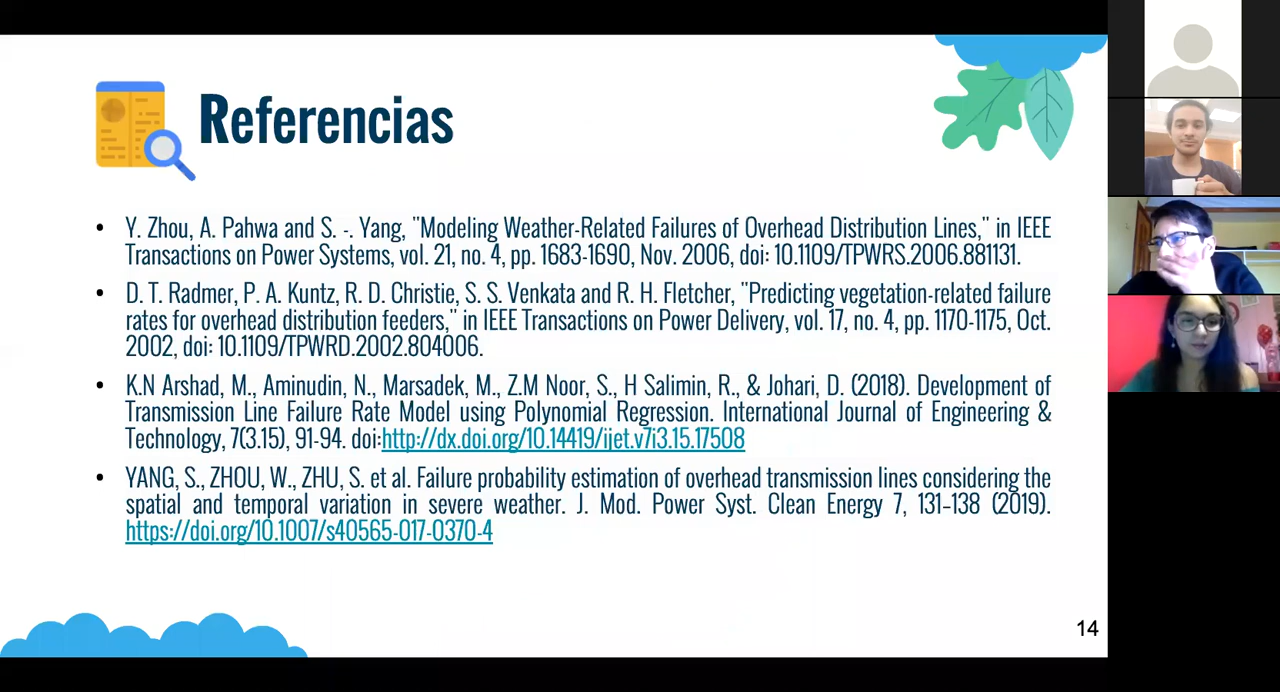 Referencias
• Y. Zhou, A. Pahwa and S. -. Yang, "Modeling Weather-Related Failures of Overhead Distribution Lines," in IEEE
Transactions on Power Systems, vol. 21, no. 4, pp. 1683-1690, Nov. 2006, doi: 10.1109/TPWRS.2006.881131.
• D. T. Radmer, P. A. Kuntz, R. D. Christie, S. S. Venkata and R. H. Fletcher, "Predicting vegetation-related failure
rates for overhead distribution feeders," in IEEE Transactions on Power Delivery, vol. 17, no. 4, pp. 1170-1175, Oct.
2002, doi: 10.1109/TPWRD.2002.804006.
• K.N Arshad, M., Aminudin, N., Marsadek, M., Z.M Noor, S., H Salimin, R., & Johari, D. (2018). Development of
Transmission Line Failure Rate Model using Polynomial Regression. International Journal of Engineering &
Technology, 7(3.15), 91-94. doi:http://dx.doi.org/10.14419/ijet.v7i3.15.17508
• YANG, S., ZHOU, W., ZHU, S. et al. Failure probability estimation of overhead transmission lines considering the
spatial and temporal variation in severe weather. J. Mod. Power Syst. Clean Energy 7, 131–138 (2019).
https://doi.org/10.1007/s40565-017-0370-4
14